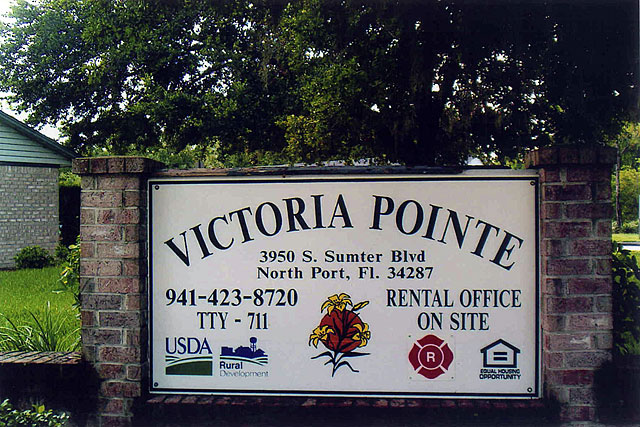 VICTORIA POINTE
3950 S. Sumter Blvd
North Port, Fl. 34287
941-423-8720
TTY - 711
RENTAL OFFICE
ON SITE
USDA
Rural
Development
R
EQUAL HOUSING
OPPORTUNITY